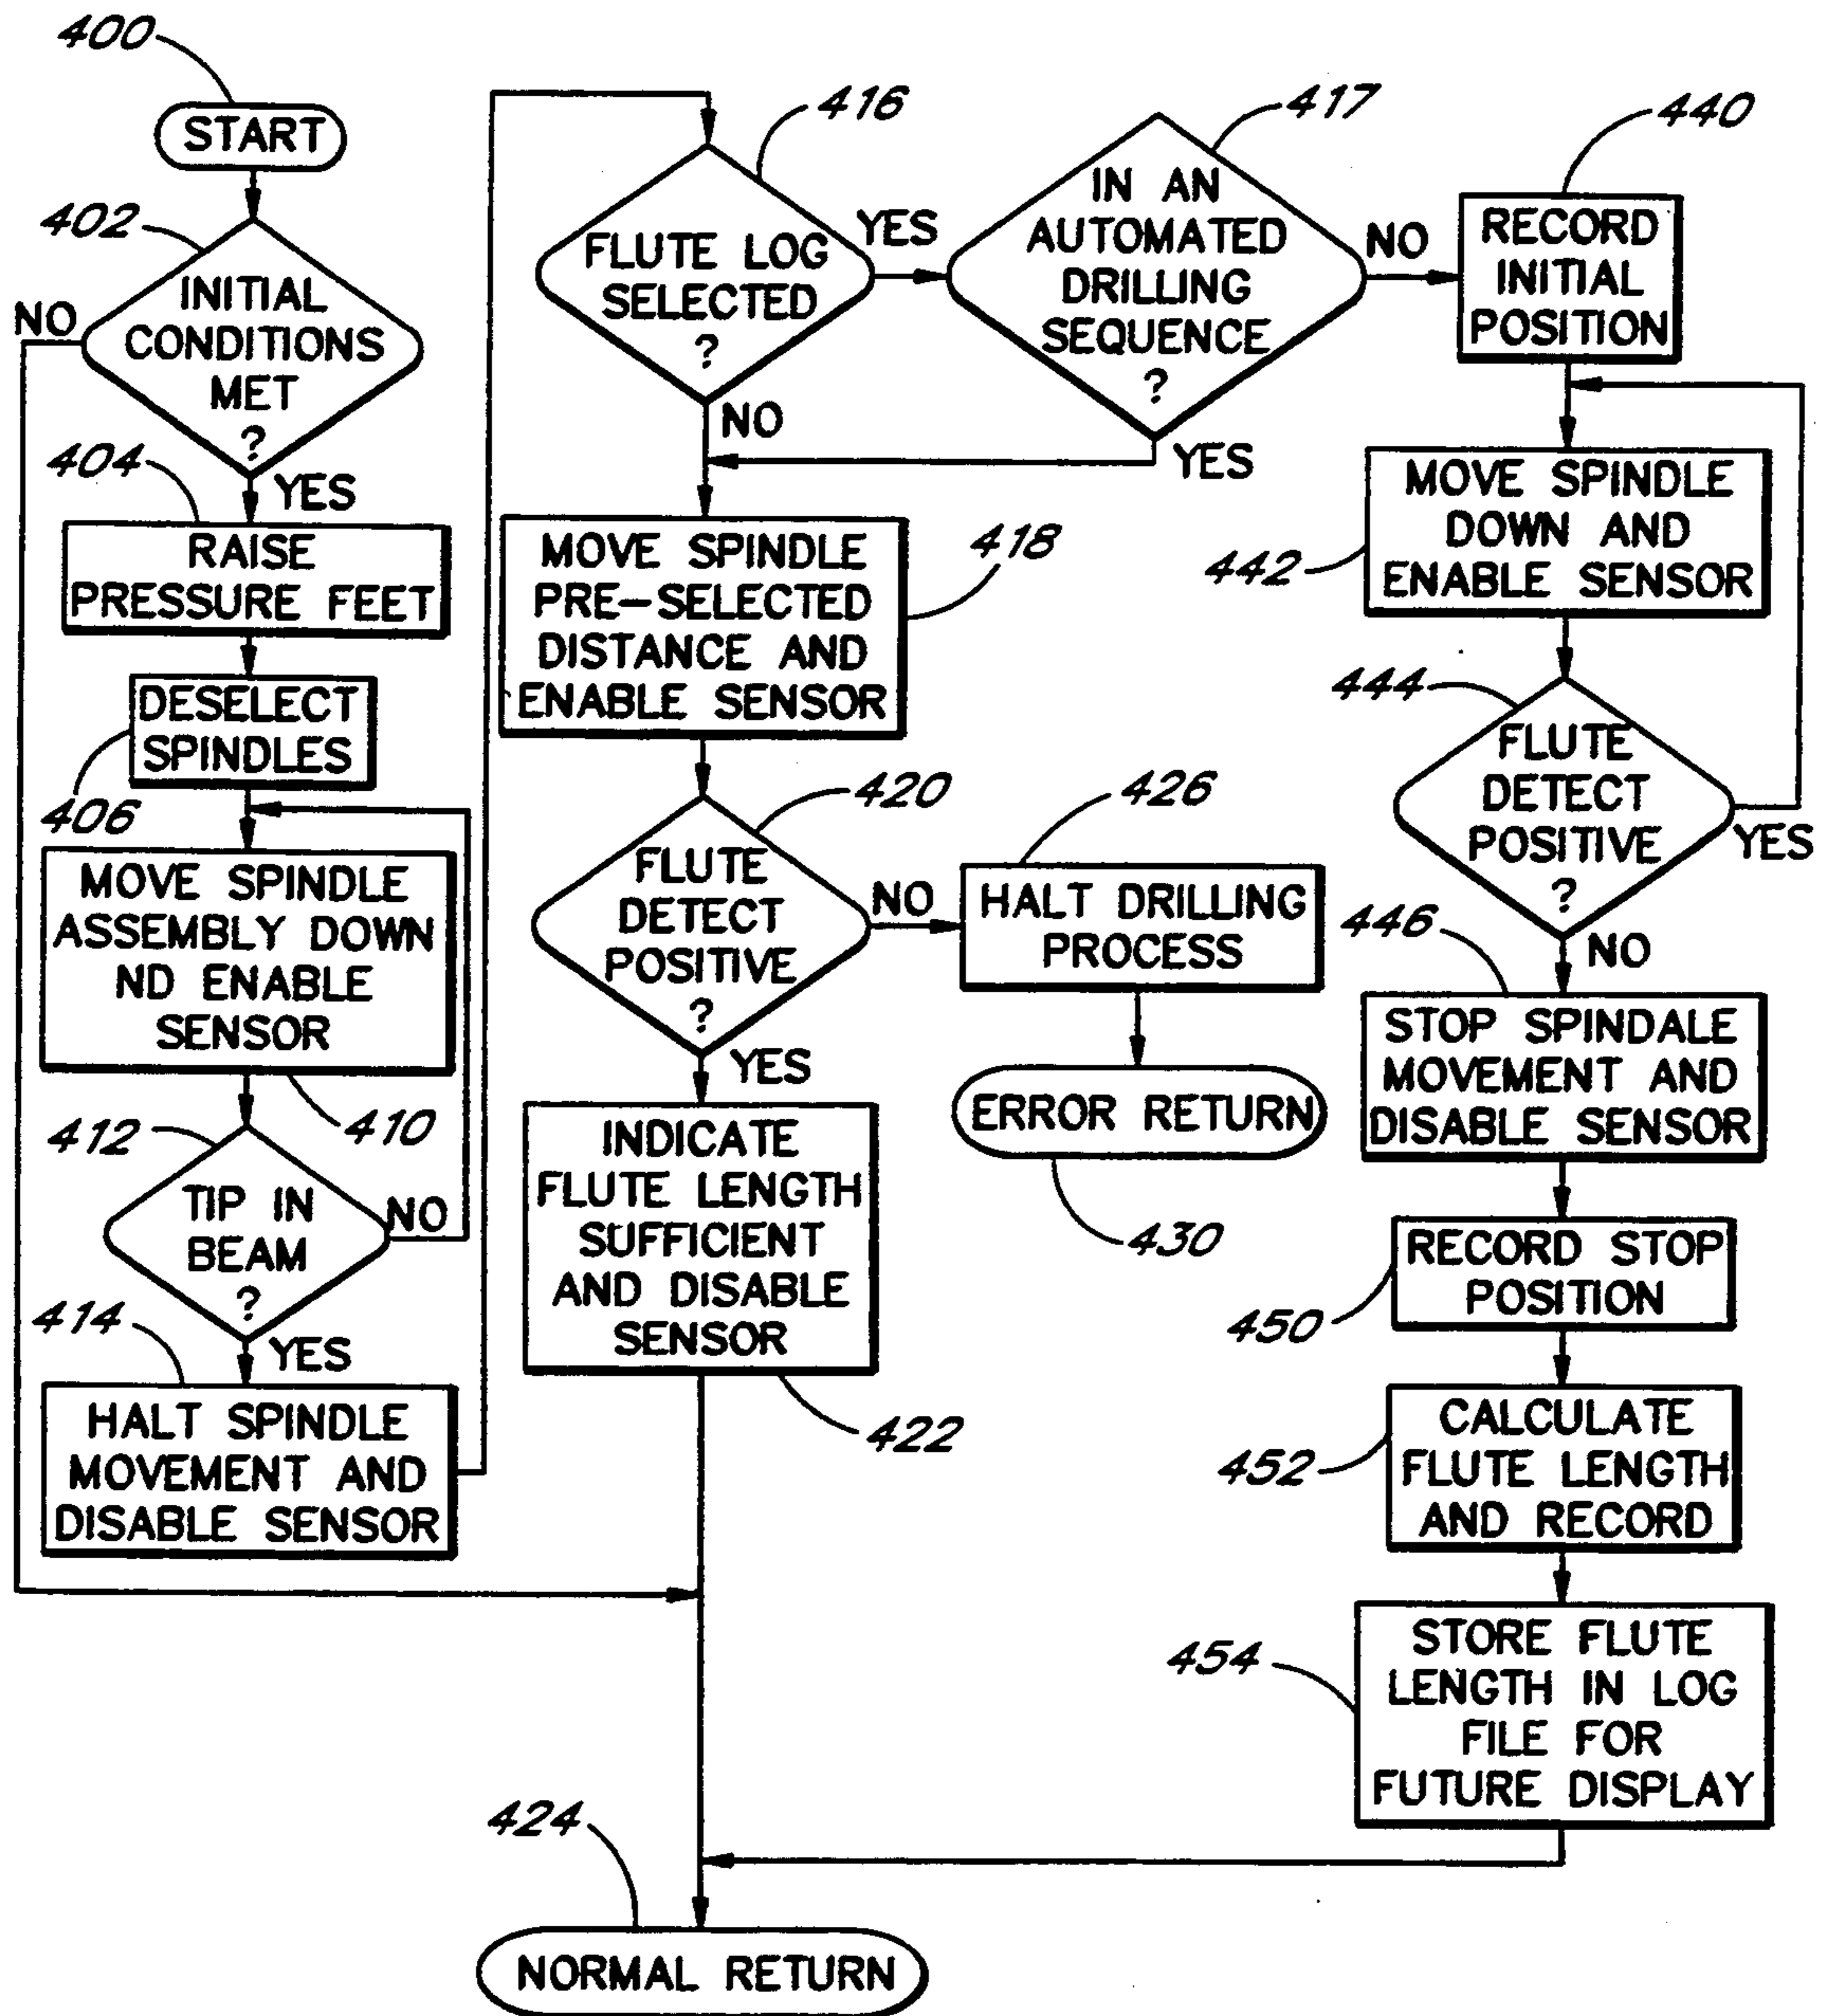 400
START
402
INITIAL
CONDITIONS
MET
?
NO
YES
404
RAISE
PRESSURE FEET
DESELECT
SPINDLES
406
MOVE SPINDLE
ASSEMBLY DOWN
ND ENABLE
SENSOR
410
412
TIP IN
BEAM
?
NO
YES
414
HALT SPINDLE
MOVEMENT AND
DISABLE SENSOR
416
FLUTE LOG
SELECTED
?
YES
NO
417
IN AN
AUTOMATED
DRILLING
SEQUENCE
?
NO
YES
418
MOVE SPINDLE
PRE-SELECTED
DISTANCE AND
ENABLE SENSOR
420
FLUTE
DETECT
POSITIVE
?
NO
YES
426
HALT DRILLING
PROCESS
ERROR RETURN
430
INDICATE
FLUTE LENGTH
SUFFICIENT
AND DISABLE
SENSOR
422
440
RECORD
INITIAL
POSITION
442
MOVE SPINDLE
DOWN AND
ENABLE SENSOR
444
FLUTE
DETECT
POSITIVE
?
YES
NO
446
STOP SPINDALE
MOVEMENT AND
DISABLE SENSOR
450
RECORD STOP
POSITION
452
CALCULATE
FLUTE LENGTH
AND RECORD
454
STORE FLUTE
LENGTH IN LOG
FILE FOR
FUTURE DISPLAY
424
NORMAL RETURN